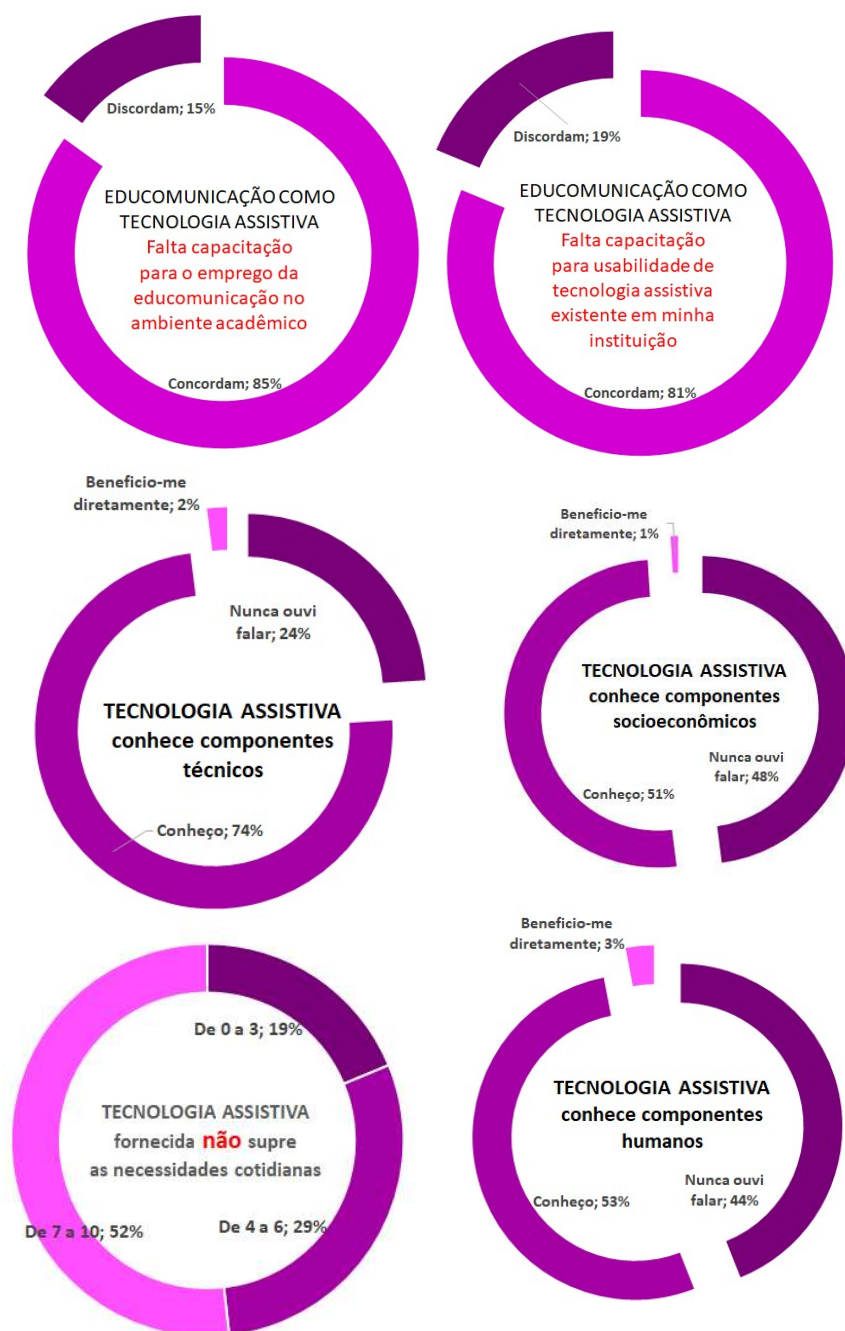 Discordam; 15%
EDUCOMUNICAÇÃO COMO
TECNOLOGIA ASSISTIVA
Falta capacitação
para o emprego da
educomunicação no
ambiente acadêmico
Concordam; 85%
Discordam; 19%
EDUCOMUNICAÇÃO COMO
TECNOLOGIA ASSISTIVA
Falta capacitação
para usabilidade de
tecnologia assistiva
existente em minha
instituição
Concordam; 81%
Beneficio-me
diretamente; 2%
Nunca ouvi
falar; 24%
TECNOLOGIA ASSISTIVA
conhece componentes
técnicos
Conheço; 74%
Beneficio-me
diretamente; 1%
TECNOLOGIA ASSISTIVA
conhece componentes
socioeconômicos
Nunca ouvi
falar; 48%
Conheço; 51%
De 0 a 3; 19%
TECNOLOGIA ASSISTIVA
fornecida não supre
as necessidades cotidianas
De 7 a 10; 52%
De 4 a 6; 29%
Beneficio-me
diretamente; 3%
TECNOLOGIA ASSISTIVA
conhece componentes
humanos
Nunca ouvi
falar; 44%
Conheço; 53%